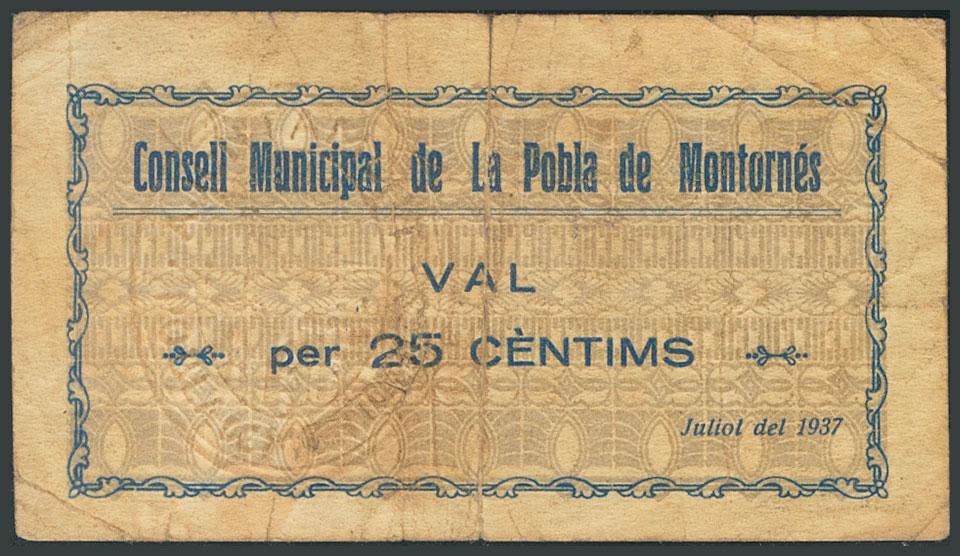 Consell Municipal de La Pobla de Montornés
VAL
per 25 CÈNTIMS
Juliol del 1937